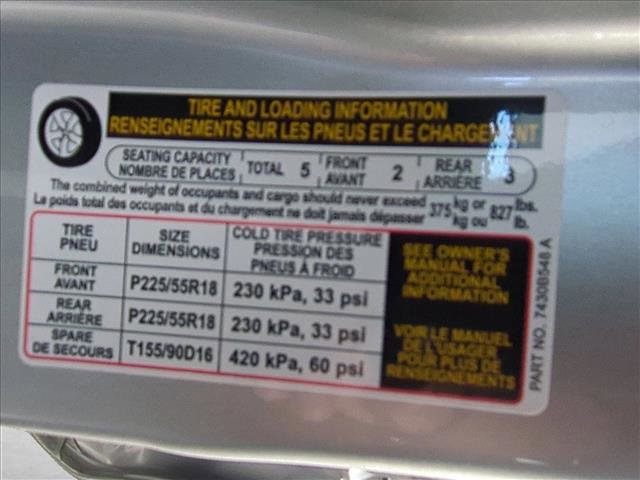 TIRE AND LOADING INFORMATION
RENSEIGNEMENTS SUR LES PNEUS ET LE CHARGEMENT
SEATING CAPACITY
NOMBRE DE PLACES
TOTAL 5
FRONT
AVANT
2
REAR
ARRIÈRE
3
The combined weight of occupants and cargo should never exceed 375 kg or 827 lbs.
Le poids total des occupants et du chargement ne doit jamais dépasser 375 kg ou 827 lb.
TIRE
PNEU
SIZE
DIMENSIONS
COLD TIRE PRESSURE
PRESSION DES
PNEUS À FROID
FRONT
AVANT
P225/55R18
230 kPa, 33 psi
REAR
ARRIÈRE
P225/55R18
230 kPa, 33 psi
SPARE
DE SECOURS
T155/90D16
420 kPa, 60 psi
SEE OWNER'S
MANUAL FOR
ADDITIONAL
INFORMATION
VOIR LE MANUEL
DE L'USAGER
POUR PLUS DE
RENSEIGNEMENTS
PART NO. 7430B548 A